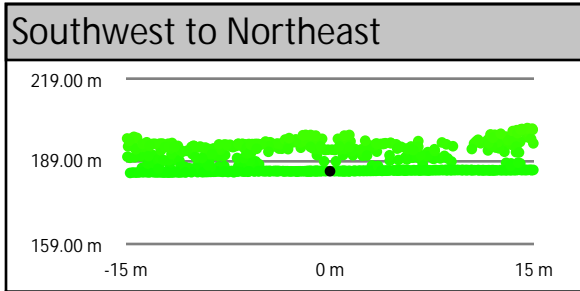 Southwest to Northeast
219.00 m
189.00 m
159.00 m
-15 m 0 m 15 m